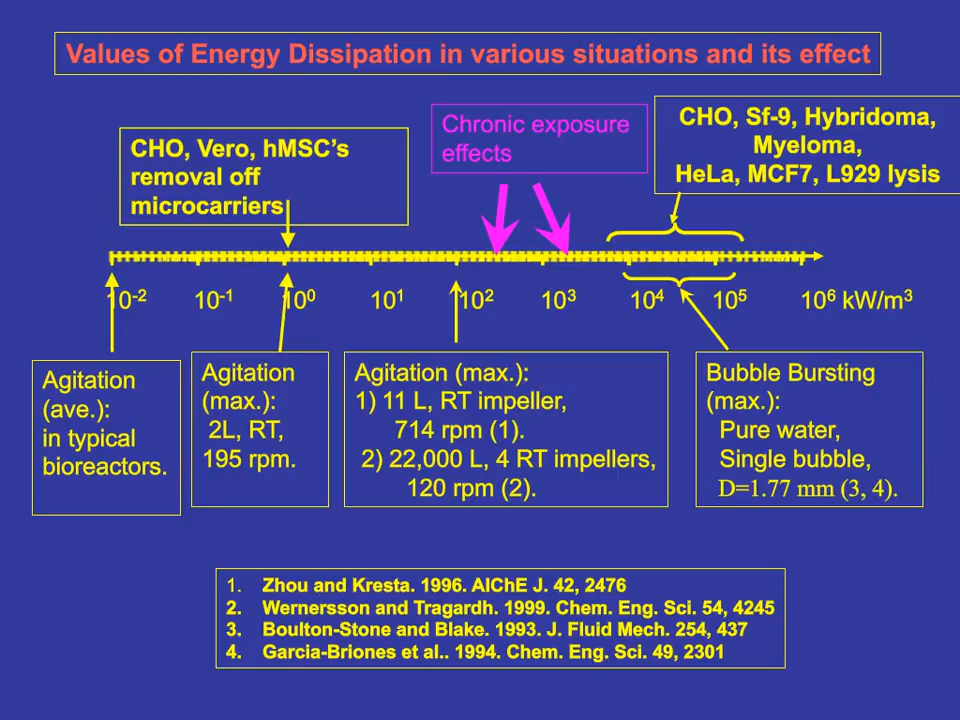 Values of Energy Dissipation in various situations and its effect
CHO, Vero, hMSC's
removal off
microcarriers
Chronic exposure
effects
CHO, Sf-9, Hybridoma,
Myeloma,
HeLa, MCF7, L929 lysis
10⁻² 10⁻¹ 10⁰ 10¹ 10² 10³ 10⁴ 10⁵ 10⁶ kW/m³
Agitation
(ave.):
in typical
bioreactors.
Agitation
(max.):
2L, RT,
195 rpm.
Agitation (max.):
1) 11 L, RT impeller,
714 rpm (1).
2) 22,000 L, 4 RT impellers,
120 rpm (2).
Bubble Bursting
(max.):
Pure water,
Single bubble,
D=1.77 mm (3, 4).
1. Zhou and Kresta. 1996. AIChE J. 42, 2476
2. Wernersson and Tragardh. 1999. Chem. Eng. Sci. 54, 4245
3. Boulton-Stone and Blake. 1993. J. Fluid Mech. 254, 437
4. Garcia-Briones et al.. 1994. Chem. Eng. Sci. 49, 2301